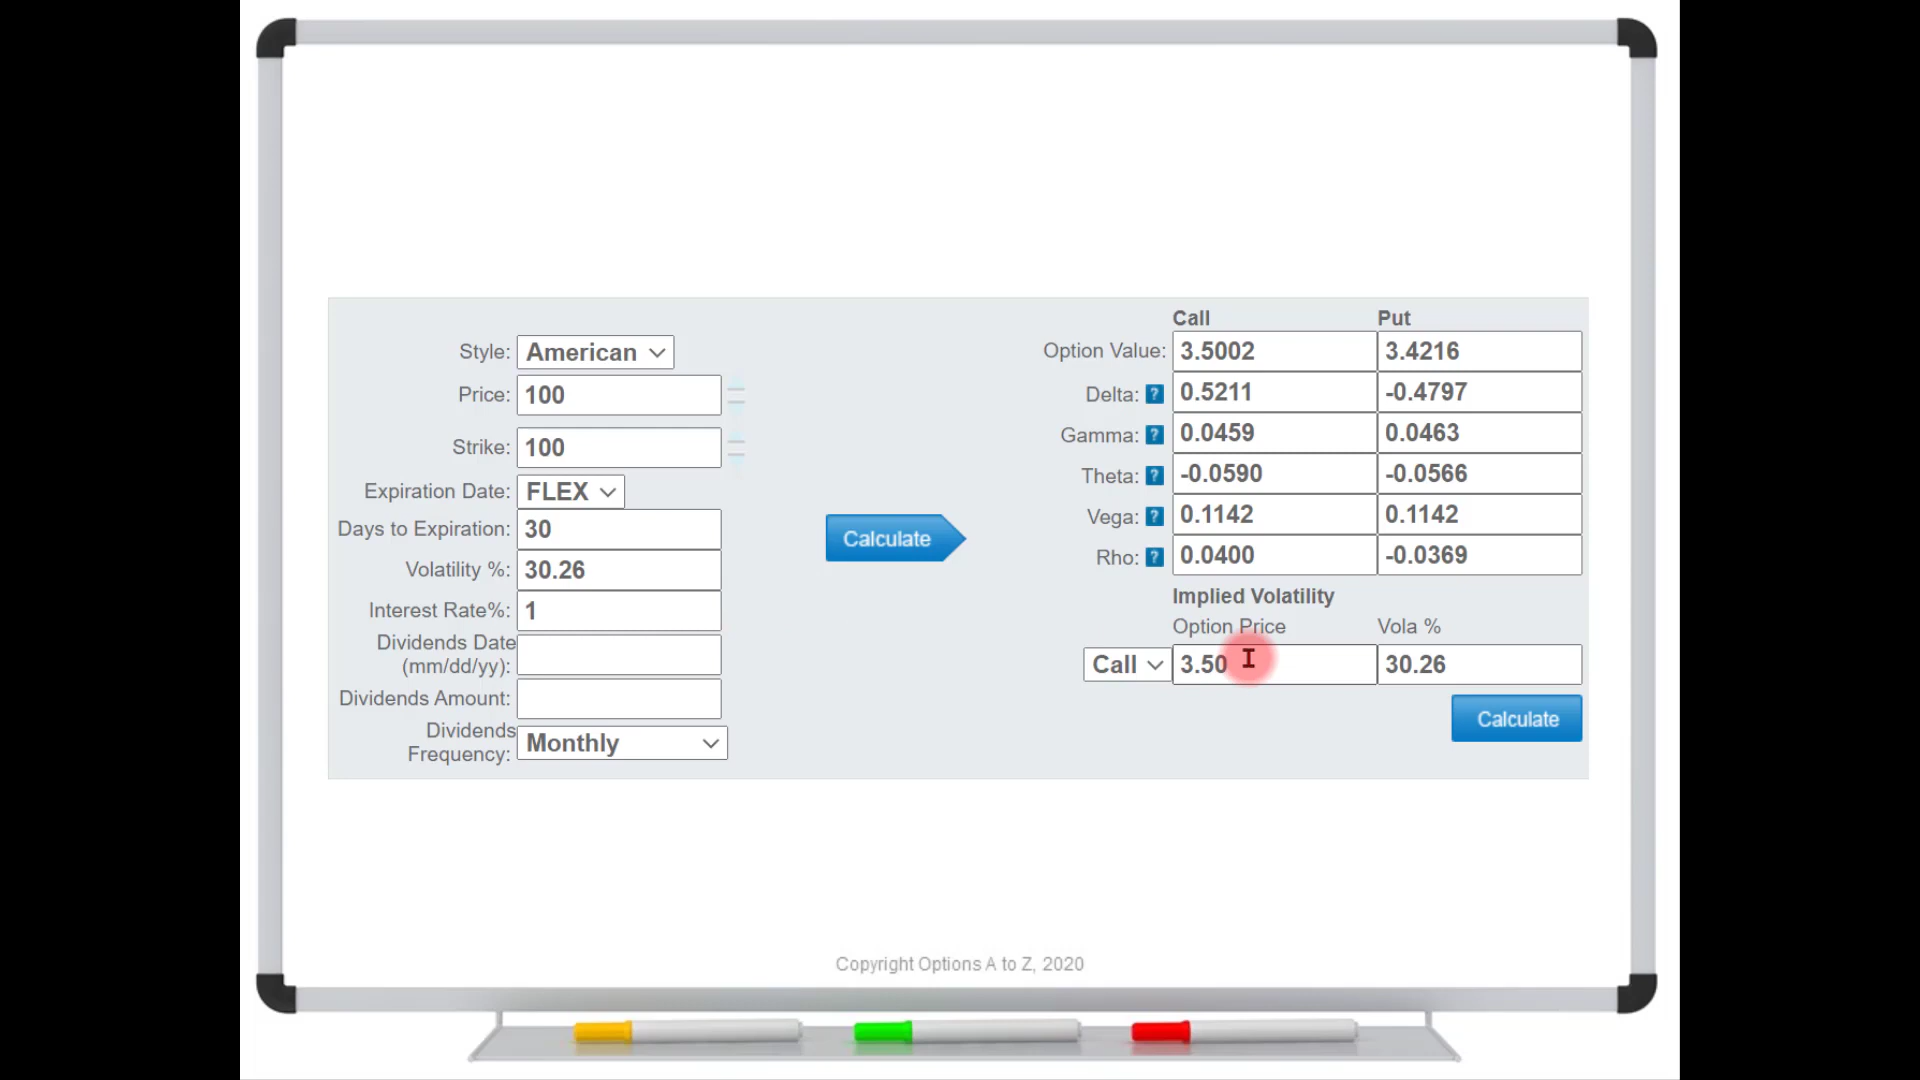 Call Put
Style: American Option Value: 3.5002 3.4216
Price: 100 Delta: ? 0.5211 -0.4797
Strike: 100 Gamma: ? 0.0459 0.0463
Expiration Date: FLEX Theta: ? -0.0590 -0.0566
Days to Expiration: 30 Calculate Vega: ? 0.1142 0.1142
Volatility %: 30.26 Rho: ? 0.0400 -0.0369
Interest Rate%: 1 Implied Volatility
Dividends Date Option Price Vola %
(mm/dd/yy): Call 3.50 30.26
Dividends Amount: Calculate
Dividends
Frequency: Monthly
Copyright Options A to Z, 2020